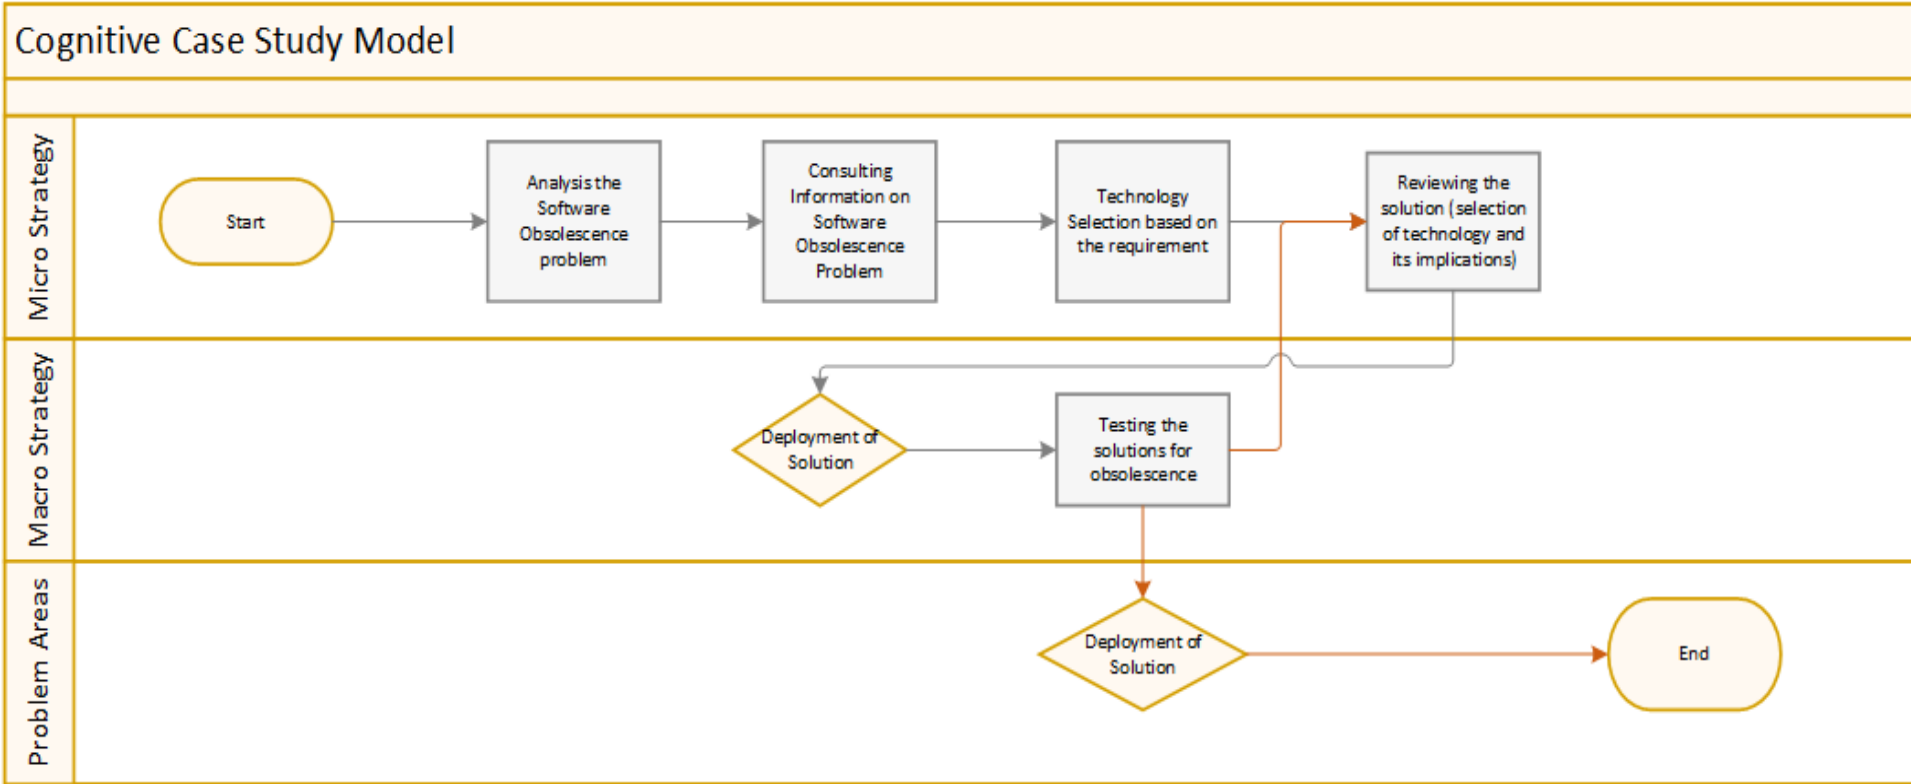 Cognitive Case Study Model
Micro Strategy
Start
Analysis the
Software
Obsolescence
problem
Consulting
Information on
Software
Obsolescence
Problem
Technology
Selection based on
the requirement
Reviewing the
solution (selection
of technology and
its implications)
Macro Strategy
Deployment of
Solution
Testing the
solutions for
obsolescence
Problem Areas
Deployment of
Solution
End